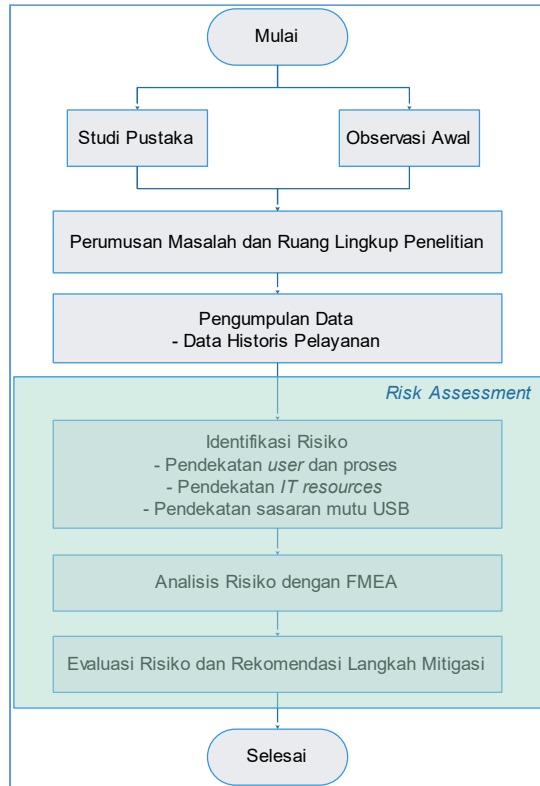 Mulai
Studi Pustaka
Observasi Awal
Perumusan Masalah dan Ruang Lingkup Penelitian
Pengumpulan Data
- Data Historis Pelayanan
Risk Assessment
Identifikasi Risiko
- Pendekatan user dan proses
- Pendekatan IT resources
- Pendekatan sasaran mutu USB
Analisis Risiko dengan FMEA
Evaluasi Risiko dan Rekomendasi Langkah Mitigasi
Selesai